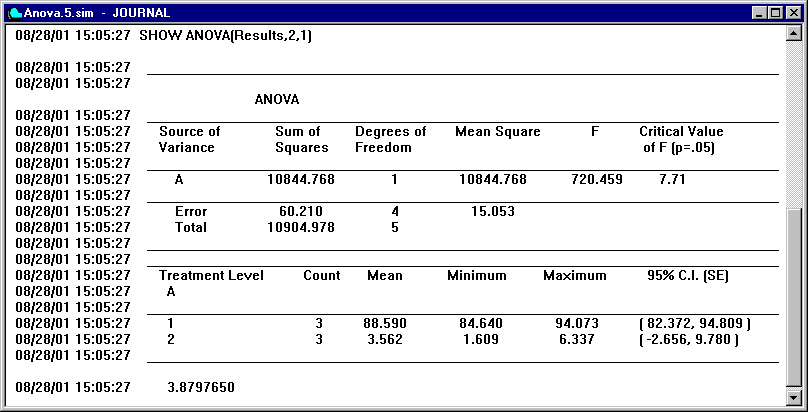 Anova.5.sim - JOURNAL
08/28/01 15:05:27 SHOW ANOVA(Results,2,1)
08/28/01 15:05:27
08/28/01 15:05:27
ANOVA
08/28/01 15:05:27
08/28/01 15:05:27 Source of Sum of Degrees of Mean Square F Critical Value
08/28/01 15:05:27 Variance Squares Freedom of F (p=.05)
08/28/01 15:05:27
08/28/01 15:05:27 A 10844.768 1 10844.768 720.459 7.71
08/28/01 15:05:27
08/28/01 15:05:27 Error 60.210 4 15.053
08/28/01 15:05:27 Total 10904.978 5
08/28/01 15:05:27
08/28/01 15:05:27
08/28/01 15:05:27 Treatment Level Count Mean Minimum Maximum 95% C.I. (SE)
08/28/01 15:05:27 A
08/28/01 15:05:27
08/28/01 15:05:27 1 3 88.590 84.640 94.073 ( 82.372, 94.809 )
08/28/01 15:05:27 2 3 3.562 1.609 6.337 ( -2.656, 9.780 )
08/28/01 15:05:27
08/28/01 15:05:27 3.8797650